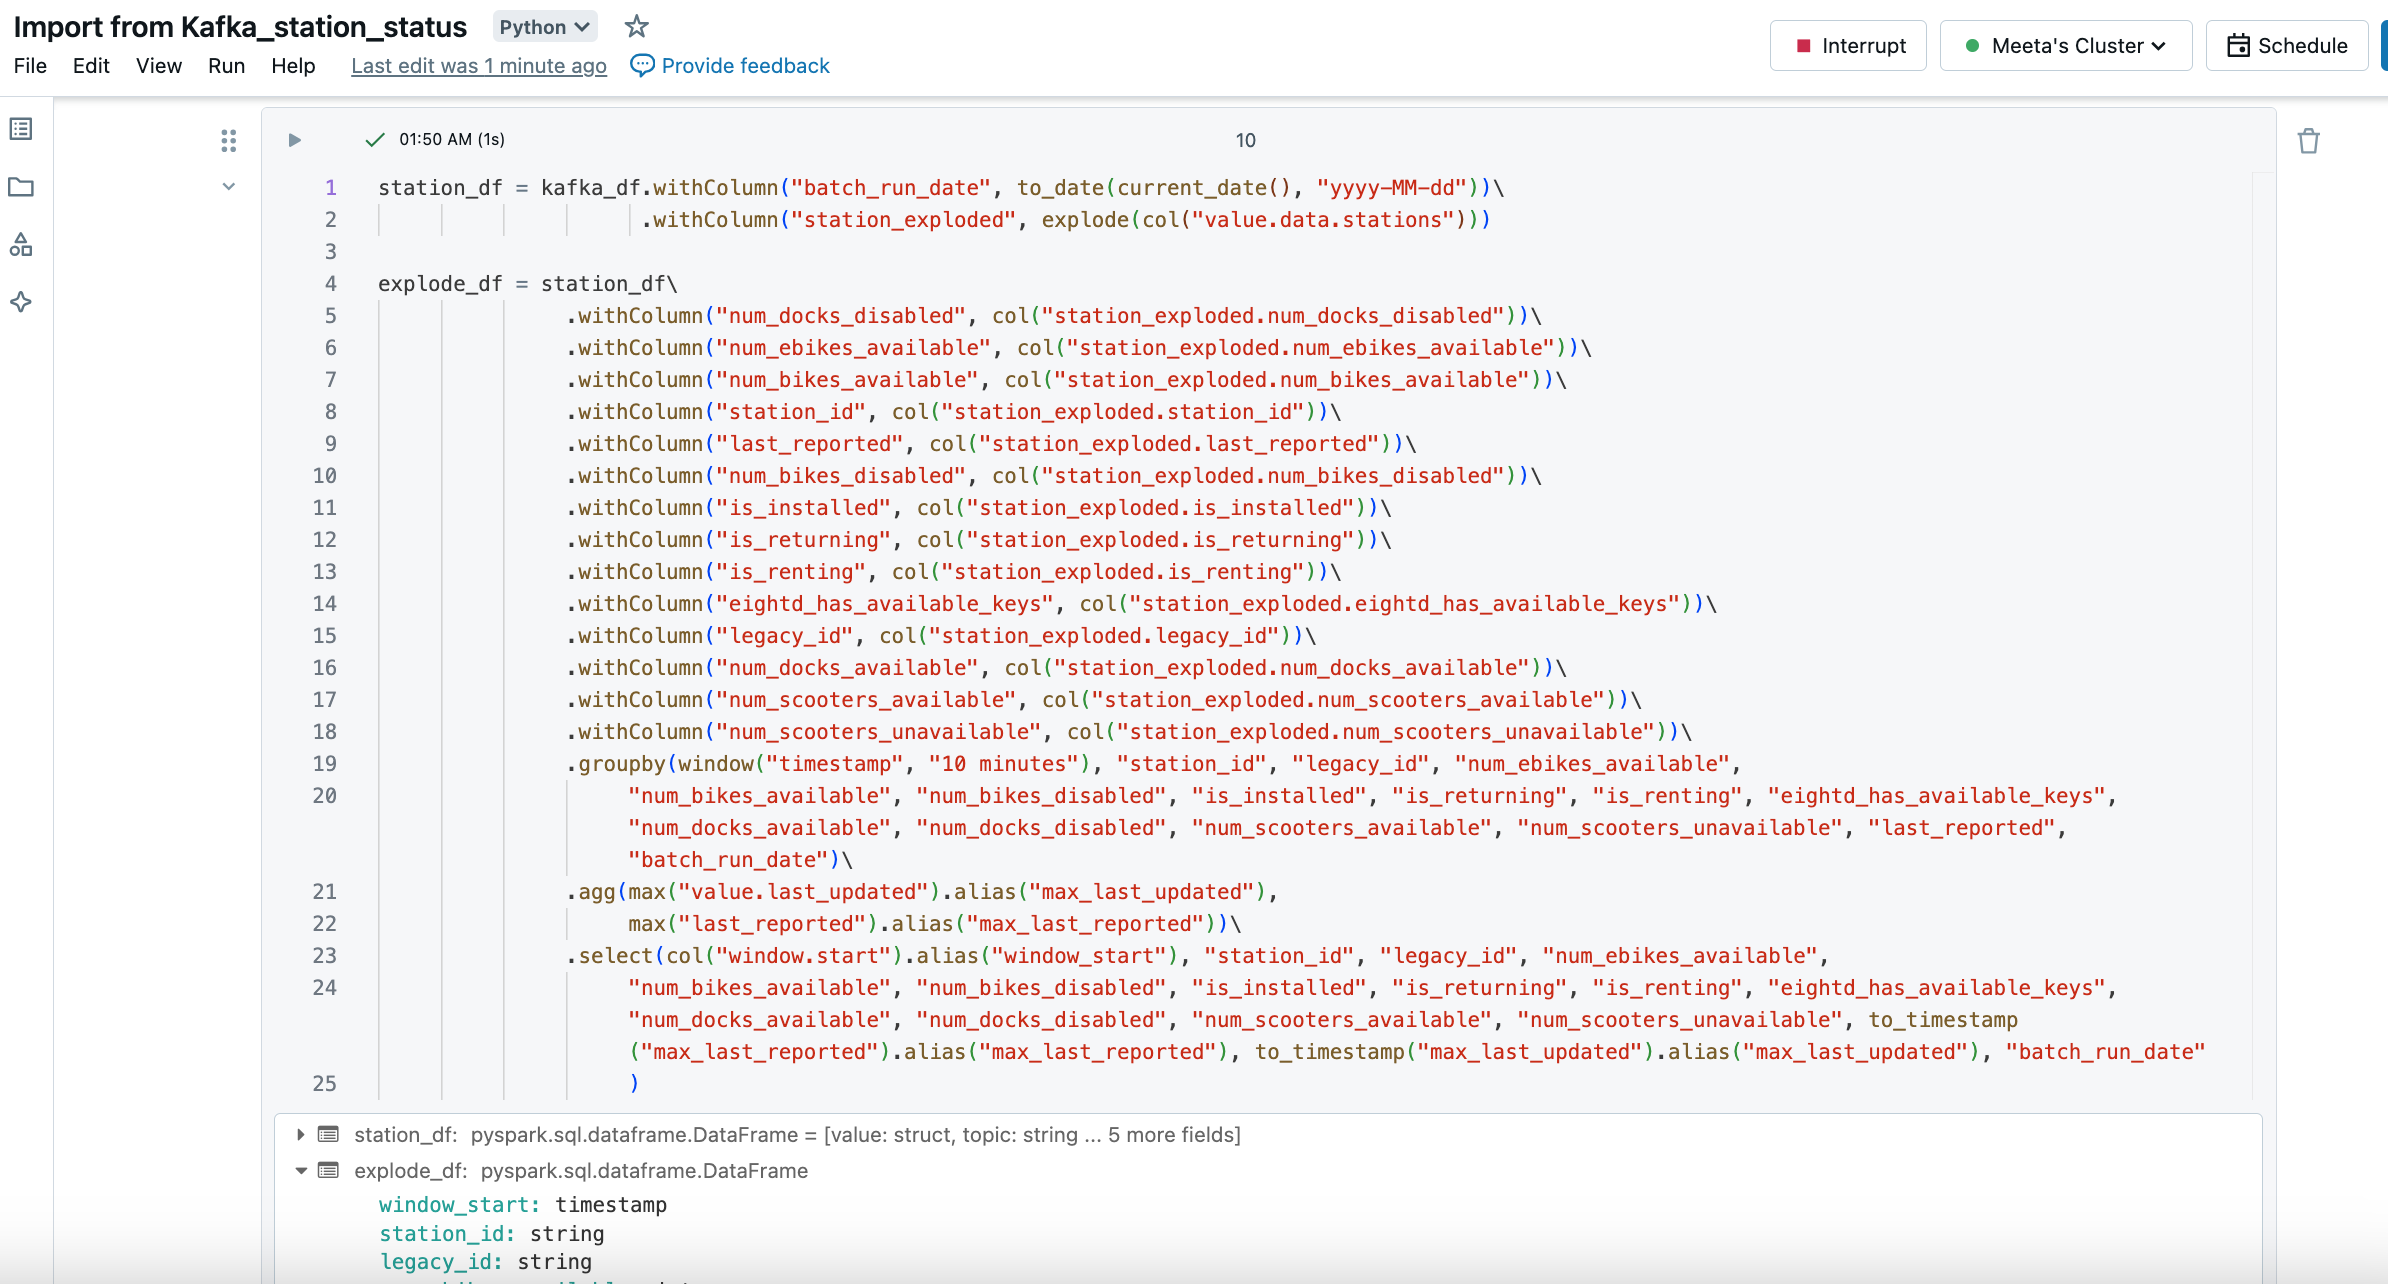 Import from Kafka_station_status Python
File Edit View Run Help Last edit was 1 minute ago Provide feedback
Interrupt Meeta's Cluster Schedule
01:50 AM (1s) 10
1 station_df = kafka_df.withColumn("batch_run_date", to_date(current_date(), "yyyy-MM-dd"))\
2 .withColumn("station_exploded", explode(col("value.data.stations")))
3
4 explode_df = station_df\
5 .withColumn("num_docks_disabled", col("station_exploded.num_docks_disabled"))\
6 .withColumn("num_ebikes_available", col("station_exploded.num_ebikes_available"))\
7 .withColumn("num_bikes_available", col("station_exploded.num_bikes_available"))\
8 .withColumn("station_id", col("station_exploded.station_id"))\
9 .withColumn("last_reported", col("station_exploded.last_reported"))\
10 .withColumn("num_bikes_disabled", col("station_exploded.num_bikes_disabled"))\
11 .withColumn("is_installed", col("station_exploded.is_installed"))\
12 .withColumn("is_returning", col("station_exploded.is_returning"))\
13 .withColumn("is_renting", col("station_exploded.is_renting"))\
14 .withColumn("eightd_has_available_keys", col("station_exploded.eightd_has_available_keys"))\
15 .withColumn("legacy_id", col("station_exploded.legacy_id"))\
16 .withColumn("num_docks_available", col("station_exploded.num_docks_available"))\
17 .withColumn("num_scooters_available", col("station_exploded.num_scooters_available"))\
18 .withColumn("num_scooters_unavailable", col("station_exploded.num_scooters_unavailable"))\
19 .groupby(window("timestamp", "10 minutes"), "station_id", "legacy_id", "num_ebikes_available",
20 "num_bikes_available", "num_bikes_disabled", "is_installed", "is_returning", "is_renting", "eightd_has_available_keys",
"num_docks_available", "num_docks_disabled", "num_scooters_available", "num_scooters_unavailable", "last_reported",
"batch_run_date")\
21 .agg(max("value.last_updated").alias("max_last_updated"),
22 max("last_reported").alias("max_last_reported"))\
23 .select(col("window.start").alias("window_start"), "station_id", "legacy_id", "num_ebikes_available",
24 "num_bikes_available", "num_bikes_disabled", "is_installed", "is_returning", "is_renting", "eightd_has_available_keys",
"num_docks_available", "num_docks_disabled", "num_scooters_available", "num_scooters_unavailable", to_timestamp
("max_last_reported").alias("max_last_reported"), to_timestamp("max_last_updated").alias("max_last_updated"), "batch_run_date"
25 )
station_df: pyspark.sql.dataframe.DataFrame = [value: struct, topic: string ... 5 more fields]
explode_df: pyspark.sql.dataframe.DataFrame
window_start: timestamp
station_id: string
legacy_id: string